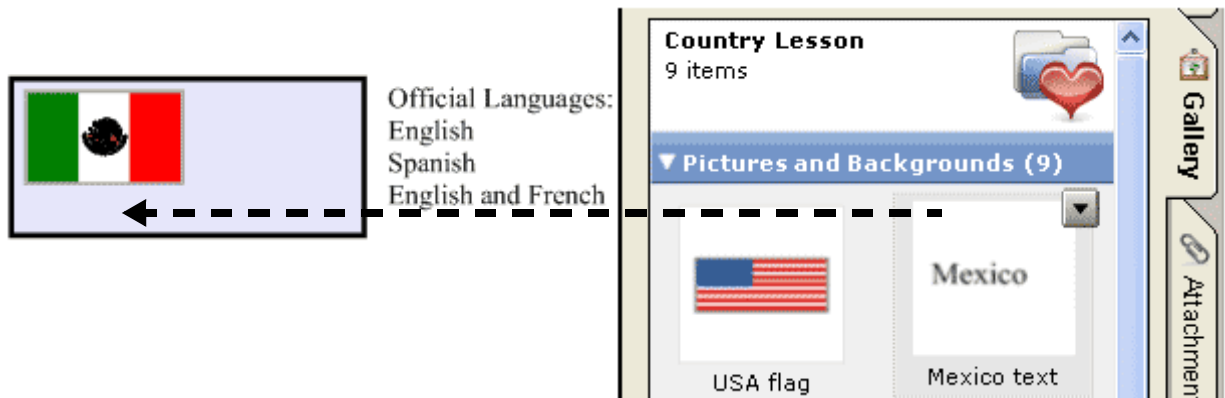 Official Languages:
English
Spanish
English and French
Country Lesson
9 items
Pictures and Backgrounds (9)
Mexico
USA flag
Mexico text
Gallery
Attachment